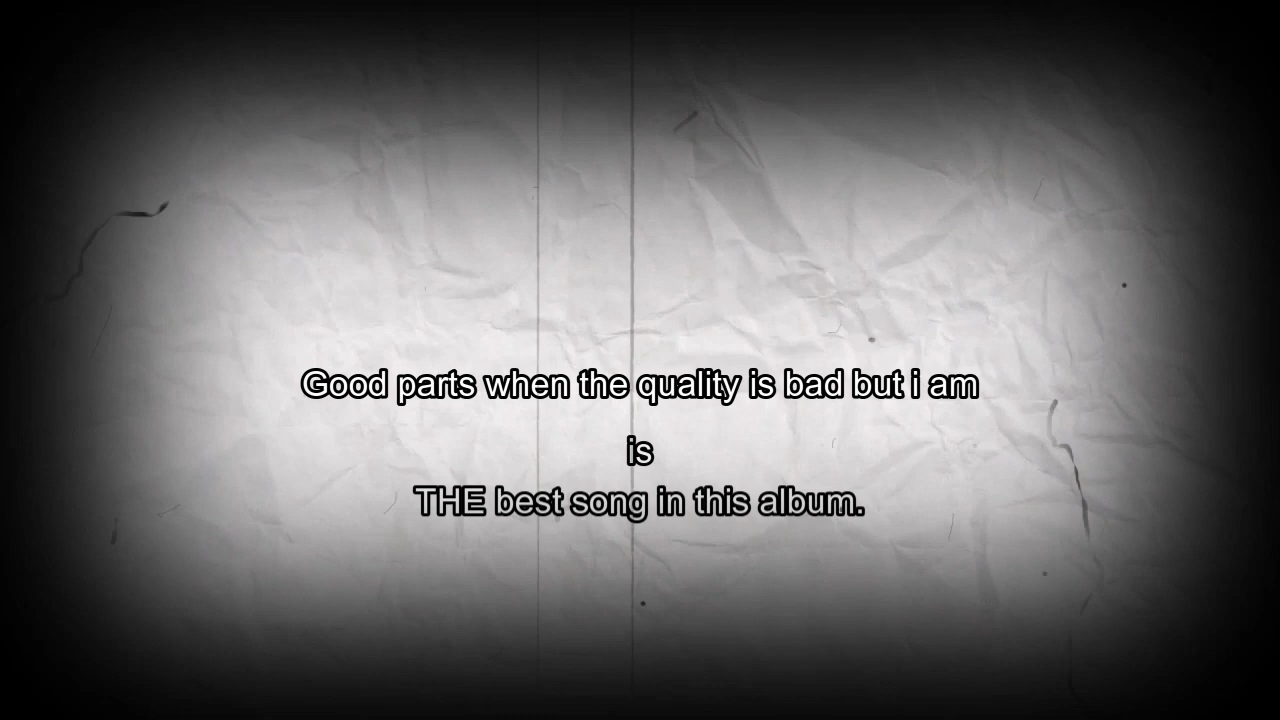 Good parts when the quality is bad but i am
is
THE best song in this album.